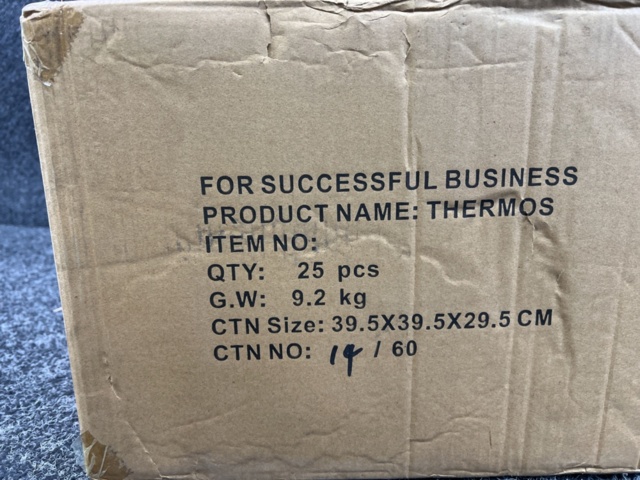 FOR SUCCESSFUL BUSINESS
PRODUCT NAME: THERMOS
ITEM NO:
QTY: 25 pcs
G.W: 9.2 kg
CTN Size: 39.5X39.5X29.5 CM
CTN NO: 14 / 60